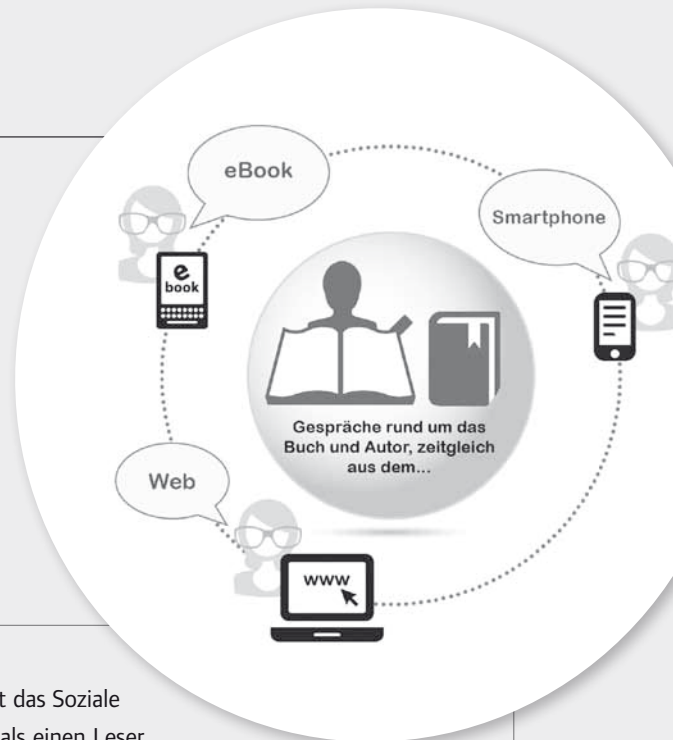 eBook
Smartphone
e
book
Gespräche rund um das
Buch und Autor, zeitgleich
aus dem...
Web
www
t das Soziale
als einen Leser